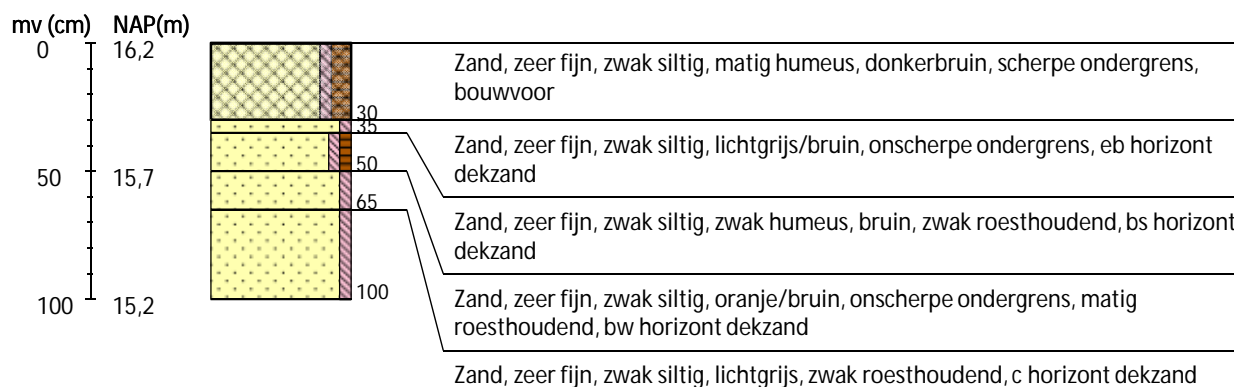 mv (cm) NAP(m)
0 16,2
Zand, zeer fijn, zwak siltig, matig humeus, donkerbruin, scherpe ondergrens,
bouwvoor
30
35
Zand, zeer fijn, zwak siltig, lichtgrijs/bruin, onscherpe ondergrens, eb horizont
dekzand
50
50 15,7
65
Zand, zeer fijn, zwak siltig, zwak humeus, bruin, zwak roesthoudend, bs horizont
dekzand
100
100 15,2
Zand, zeer fijn, zwak siltig, oranje/bruin, onscherpe ondergrens, matig
roesthoudend, bw horizont dekzand
Zand, zeer fijn, zwak siltig, lichtgrijs, zwak roesthoudend, c horizont dekzand